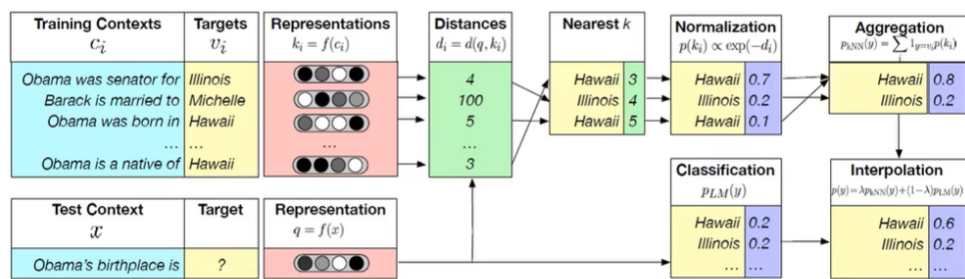 Training Contexts Targets Representations Distances Nearest k Normalization Aggregation
c_i v_i k_i = f(c_i) d_i = d(q, k_i) p(k_i) ∝ exp(−d_i) p_kNN(y) = ∑_i 1_{y=v_i} p(k_i)
Obama was senator for Illinois 4 Hawaii 3 Hawaii 0.7 Hawaii 0.8
Barack is married to Michelle 100 Illinois 4 Illinois 0.2 Illinois 0.2
Obama was born in Hawaii 5 Hawaii 5 Hawaii 0.1
... ... ... ...
Obama is a native of Hawaii 3
Classification Interpolation
p_LM(y) p(y) = λp_kNN(y) + (1−λ)p_LM(y)
Test Context Target Representation
x q = f(x)
Hawaii 0.2 Hawaii 0.6
Illinois 0.2 Illinois 0.2
Obama's birthplace is ? ... ... ... ...